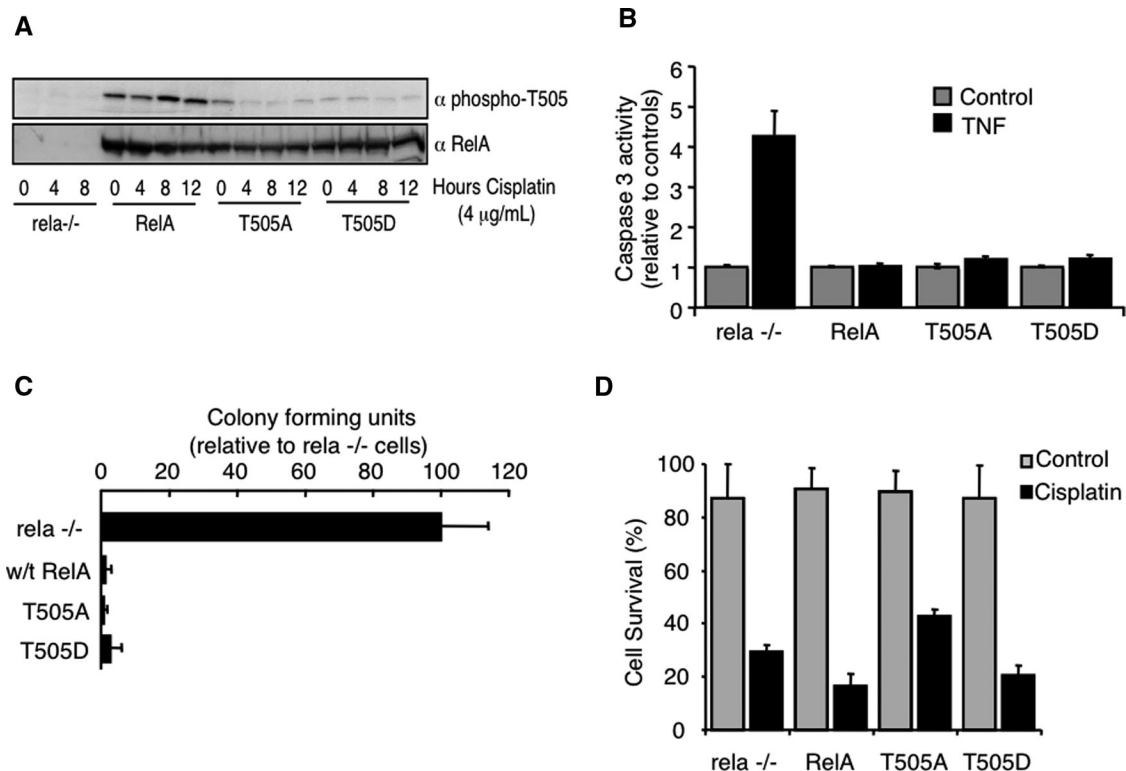 A
α phospho-T505
α RelA
0 4 8 0 4 8 12 0 4 8 12 0 4 8 12 Hours Cisplatin
(4 μg/mL)
rela-/- RelA T505A T505D
B
Caspase 3 activity
(relative to controls)
6
5
4
3
2
1
0
Control
TNF
rela -/- RelA T505A T505D
C
Colony forming units
(relative to rela -/- cells)
0 20 40 60 80 100 120
rela -/-
w/t RelA
T505A
T505D
D
Cell Survival (%)
100
80
60
40
20
0
Control
Cisplatin
rela -/- RelA T505A T505D